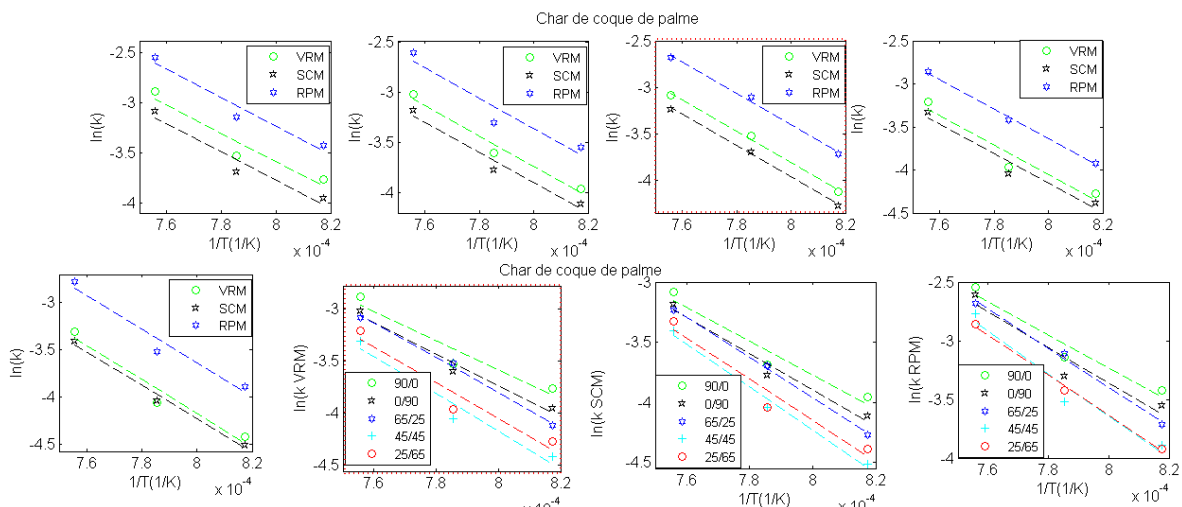 Char de coque de palme
-2.5
-3
-3.5
-4
ln(k)
VRM
SCM
RPM
7.6
7.8
8
8.2
1/T(1/K)
x 10-4
-2.5
-3
-3.5
-4
ln(k)
VRM
SCM
RPM
7.6
7.8
8
8.2
1/T(1/K)
x 10-4
-2.5
-3
-3.5
-4
ln(k)
VRM
SCM
RPM
7.6
7.8
8
8.2
1/T(1/K)
x 10-4
-2.5
-3
-3.5
-4
-4.5
ln(k)
VRM
SCM
RPM
7.6
7.8
8
8.2
1/T(1/K)
x 10-4
Char de coque de palme
-3
-3.5
-4
-4.5
ln(k)
VRM
SCM
RPM
7.6
7.8
8
8.2
1/T(1/K)
x 10-4
-3
-3.5
-4
-4.5
ln(k VRM)
90/0
0/90
65/25
45/45
25/65
7.6
7.8
8
8.2
1/T(1/K)
x 10-4
-3
-3.5
-4
-4.5
ln(k SCM)
90/0
0/90
65/25
45/45
25/65
7.6
7.8
8
8.2
1/T(1/K)
x 10-4
-2.5
-3
-3.5
-4
ln(k RPM)
90/0
0/90
65/25
45/45
25/65
7.6
7.8
8
8.2
1/T(1/K)
x 10-4